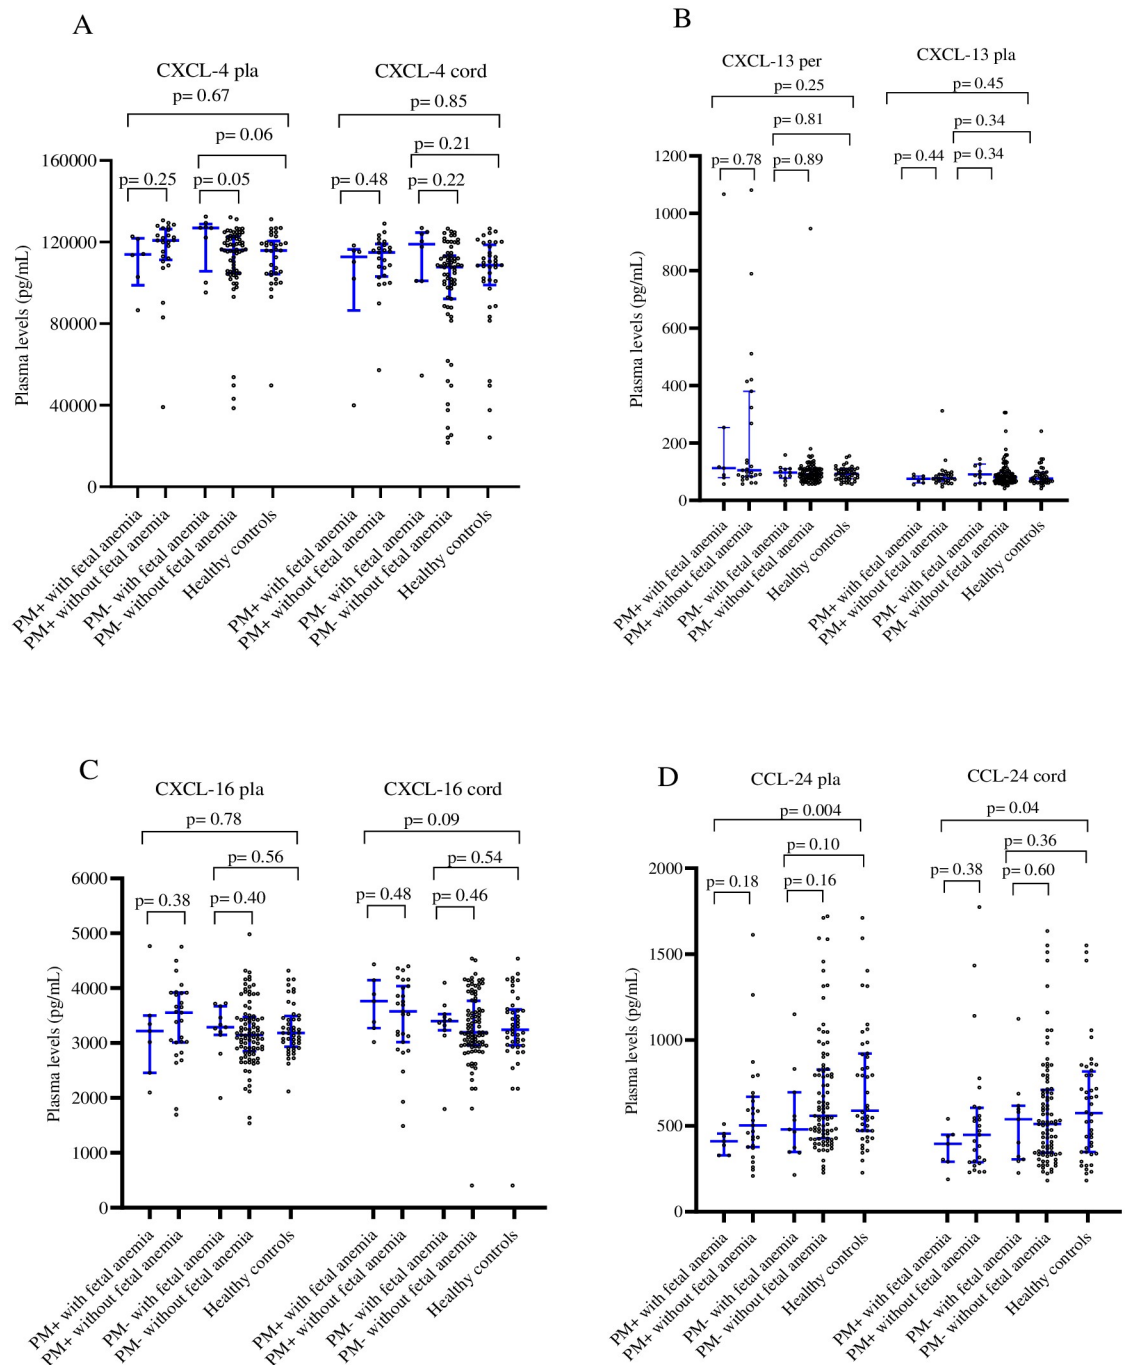 A
CXCL-4 pla
CXCL-4 cord
p= 0.67
p= 0.85
p= 0.06
p= 0.21
p= 0.25
p= 0.05
p= 0.48
p= 0.22
Plasma levels (pg/mL)
160000
120000
80000
40000
0
PM+ with fetal anemia
PM+ without fetal anemia
PM- with fetal anemia
PM- without fetal anemia
Healthy controls
PM+ with fetal anemia
PM+ without fetal anemia
PM- with fetal anemia
PM- without fetal anemia
Healthy controls
B
CXCL-13 per
CXCL-13 pla
p= 0.25
p= 0.45
p= 0.81
p= 0.34
p= 0.78
p= 0.89
p= 0.44
p= 0.34
Plasma levels (pg/mL)
1200
1000
800
600
400
200
0
PM+ with fetal anemia
PM+ without fetal anemia
PM- with fetal anemia
PM- without fetal anemia
Healthy controls
PM+ with fetal anemia
PM+ without fetal anemia
PM- with fetal anemia
PM- without fetal anemia
Healthy controls
C
CXCL-16 pla
CXCL-16 cord
p= 0.78
p= 0.09
p= 0.56
p= 0.54
p= 0.38
p= 0.40
p= 0.48
p= 0.46
Plasma levels (pg/mL)
6000
5000
4000
3000
2000
1000
0
PM+ with fetal anemia
PM+ without fetal anemia
PM- with fetal anemia
PM- without fetal anemia
Healthy controls
PM+ with fetal anemia
PM+ without fetal anemia
PM- with fetal anemia
PM- without fetal anemia
Healthy controls
D
CCL-24 pla
CCL-24 cord
p= 0.004
p= 0.04
p= 0.10
p= 0.36
p= 0.18
p= 0.16
p= 0.38
p= 0.60
Plasma levels (pg/mL)
2000
1500
1000
500
0
PM+ with fetal anemia
PM+ without fetal anemia
PM- with fetal anemia
PM- without fetal anemia
Healthy controls
PM+ with fetal anemia
PM+ without fetal anemia
PM- with fetal anemia
PM- without fetal anemia
Healthy controls